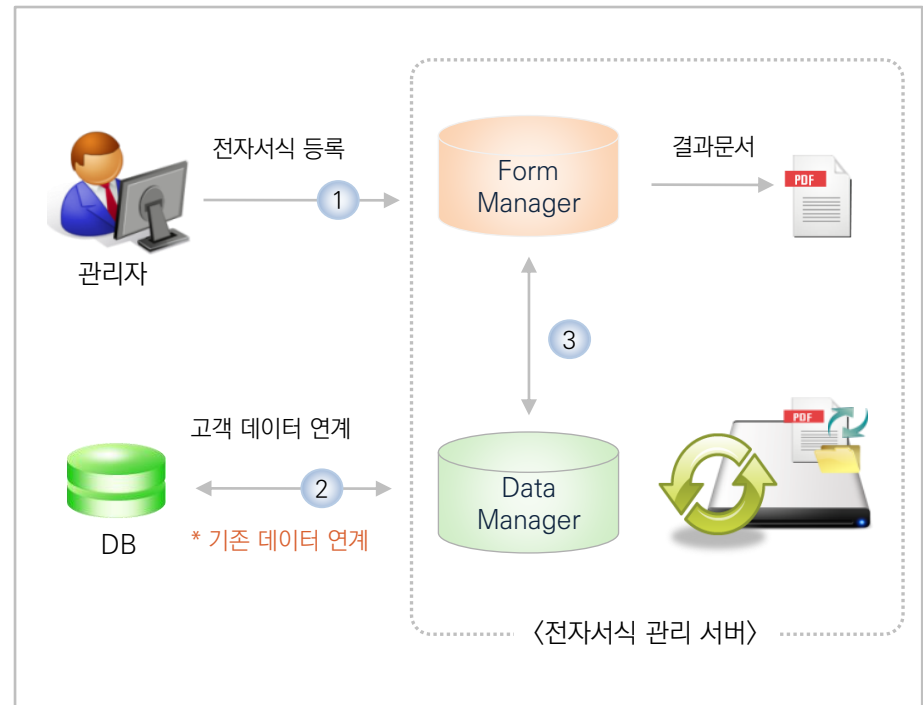 전자서식 등록
1
관리자
Form
Manager
결과문서
PDF
3
고객 데이터 연계
2
* 기존 데이터 연계
DB
Data
Manager
PDF
〈전자서식 관리 서버〉